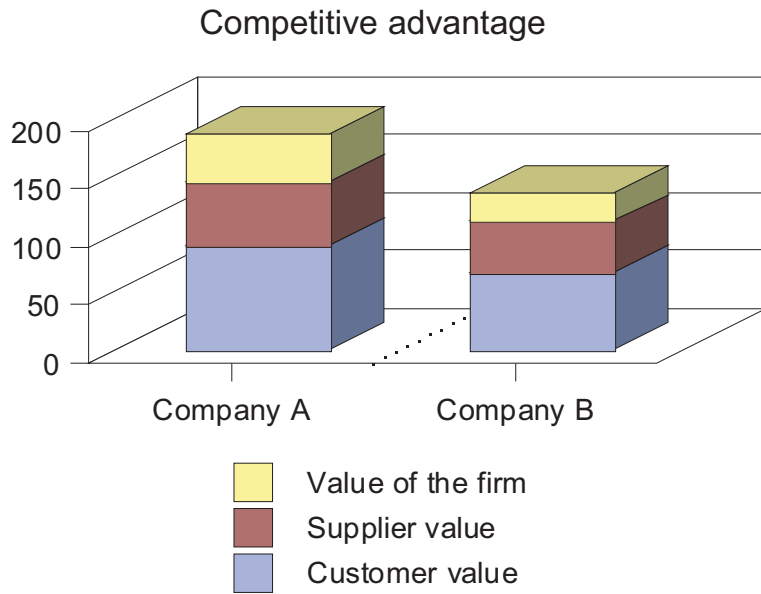 Competitive advantage
200
150
100
50
0
Company A
Company B
Value of the firm
Supplier value
Customer value